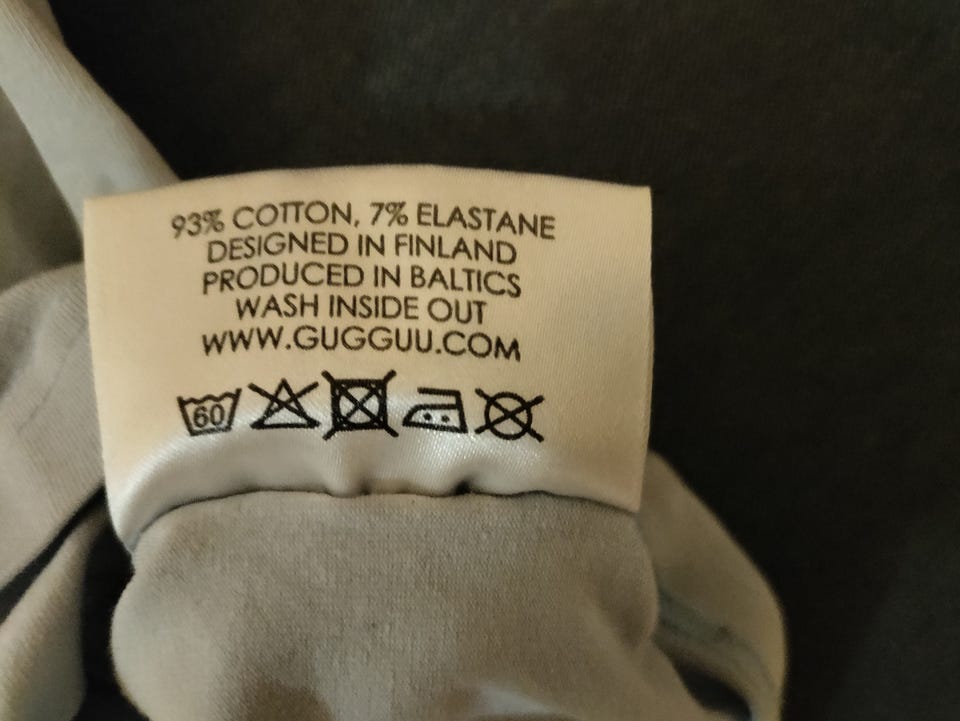 93% COTTON, 7% ELASTANE
DESIGNED IN FINLAND
PRODUCED IN BALTICS
WASH INSIDE OUT
WWW.GUGGUU.COM
60